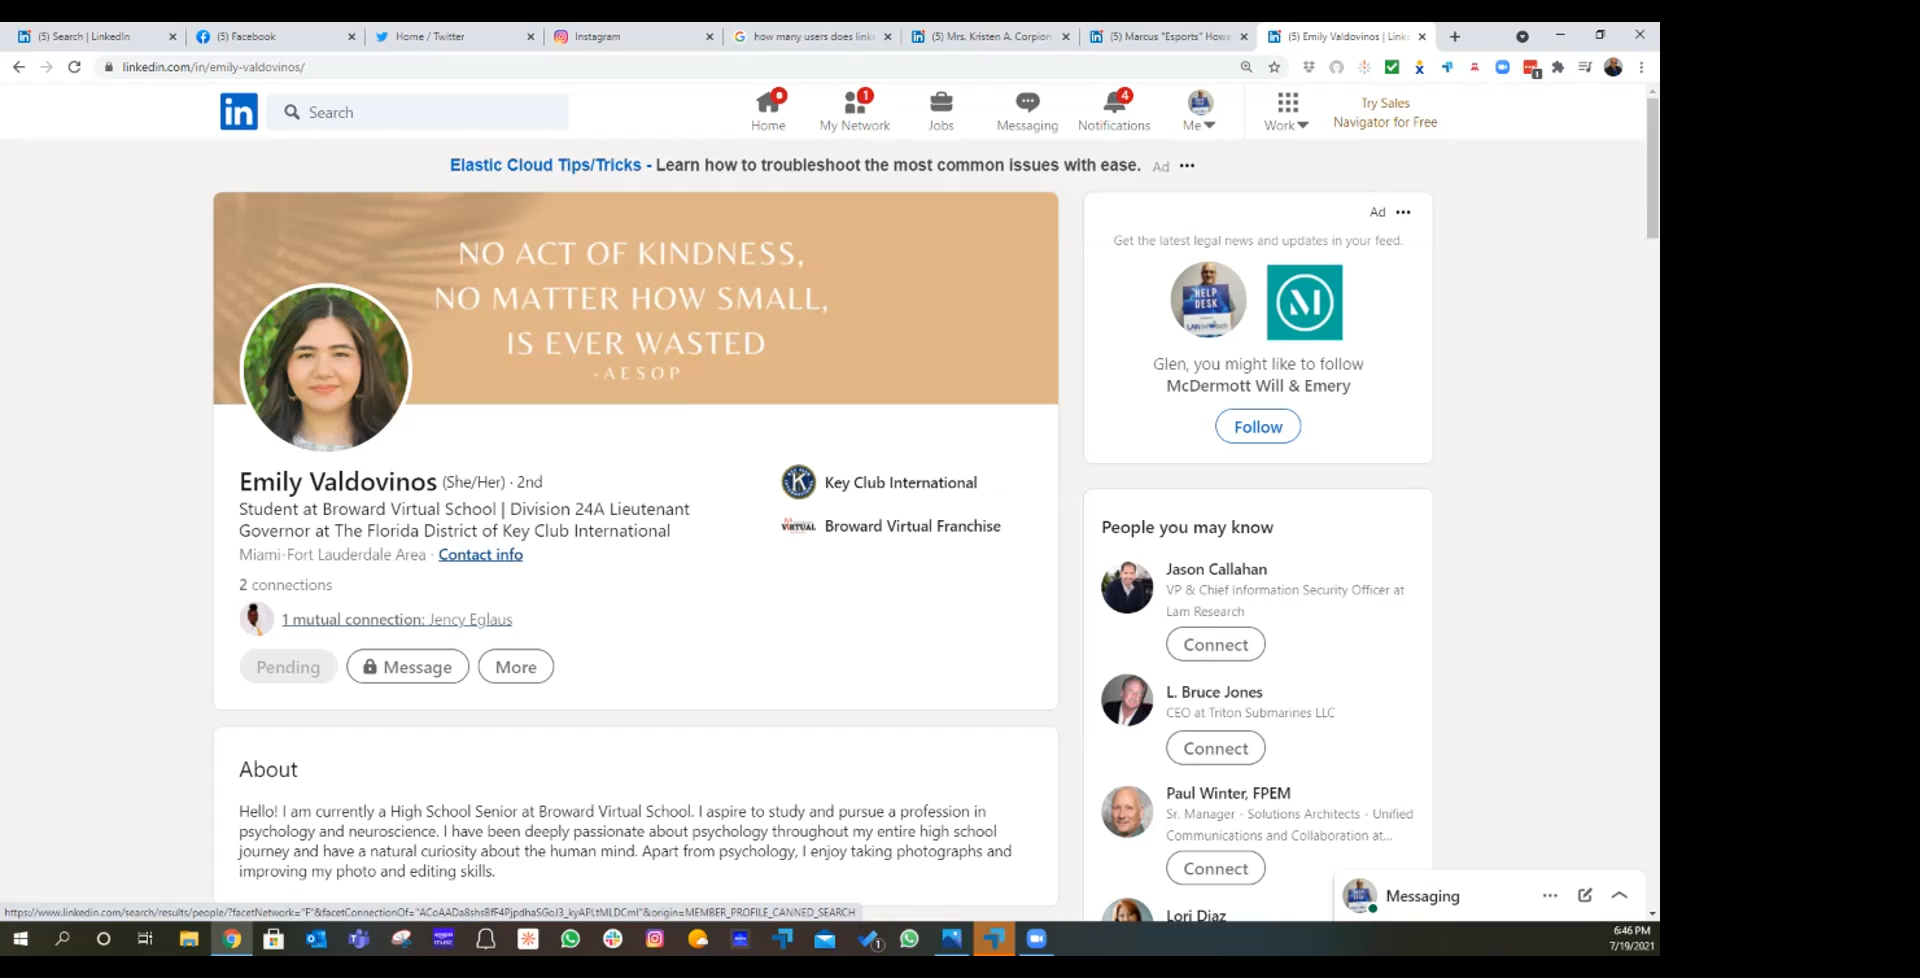 (5) Search | LinkedIn
(5) Facebook
Home / Twitter
Instagram
how many users does link
(5) Mrs. Kristen A. Corpion
(5) Marcus "Esports" Howa
(5) Emily Valdovinos | Link
linkedin.com/in/emily-valdovinos/
1
in
Search
Home
1
My Network
Jobs
Messaging
4
Notifications
Me
Work
Try Sales
Navigator for Free
Elastic Cloud Tips/Tricks - Learn how to troubleshoot the most common issues with ease. Ad
NO ACT OF KINDNESS,
NO MATTER HOW SMALL,
IS EVER WASTED
-AESOP
Emily Valdovinos (She/Her) · 2nd
Student at Broward Virtual School | Division 24A Lieutenant
Governor at The Florida District of Key Club International
Miami-Fort Lauderdale Area · Contact info
2 connections
1 mutual connection: Jency Eglaus
Pending
Message
More
K
Key Club International
VIRTUAL
Broward Virtual Franchise
About
Hello! I am currently a High School Senior at Broward Virtual School. I aspire to study and pursue a profession in
psychology and neuroscience. I have been deeply passionate about psychology throughout my entire high school
journey and have a natural curiosity about the human mind. Apart from psychology, I enjoy taking photographs and
improving my photo and editing skills.
Ad
Get the latest legal news and updates in your feed.
HELP
DESK
M
Glen, you might like to follow
McDermott Will & Emery
Follow
People you may know
Jason Callahan
VP & Chief Information Security Officer at
Lam Research
Connect
L. Bruce Jones
CEO at Triton Submarines LLC
Connect
Paul Winter, FPEM
Sr. Manager - Solutions Architects - Unified
Communications and Collaboration at...
Connect
Lori Diaz
Messaging
6:46 PM
7/19/2021